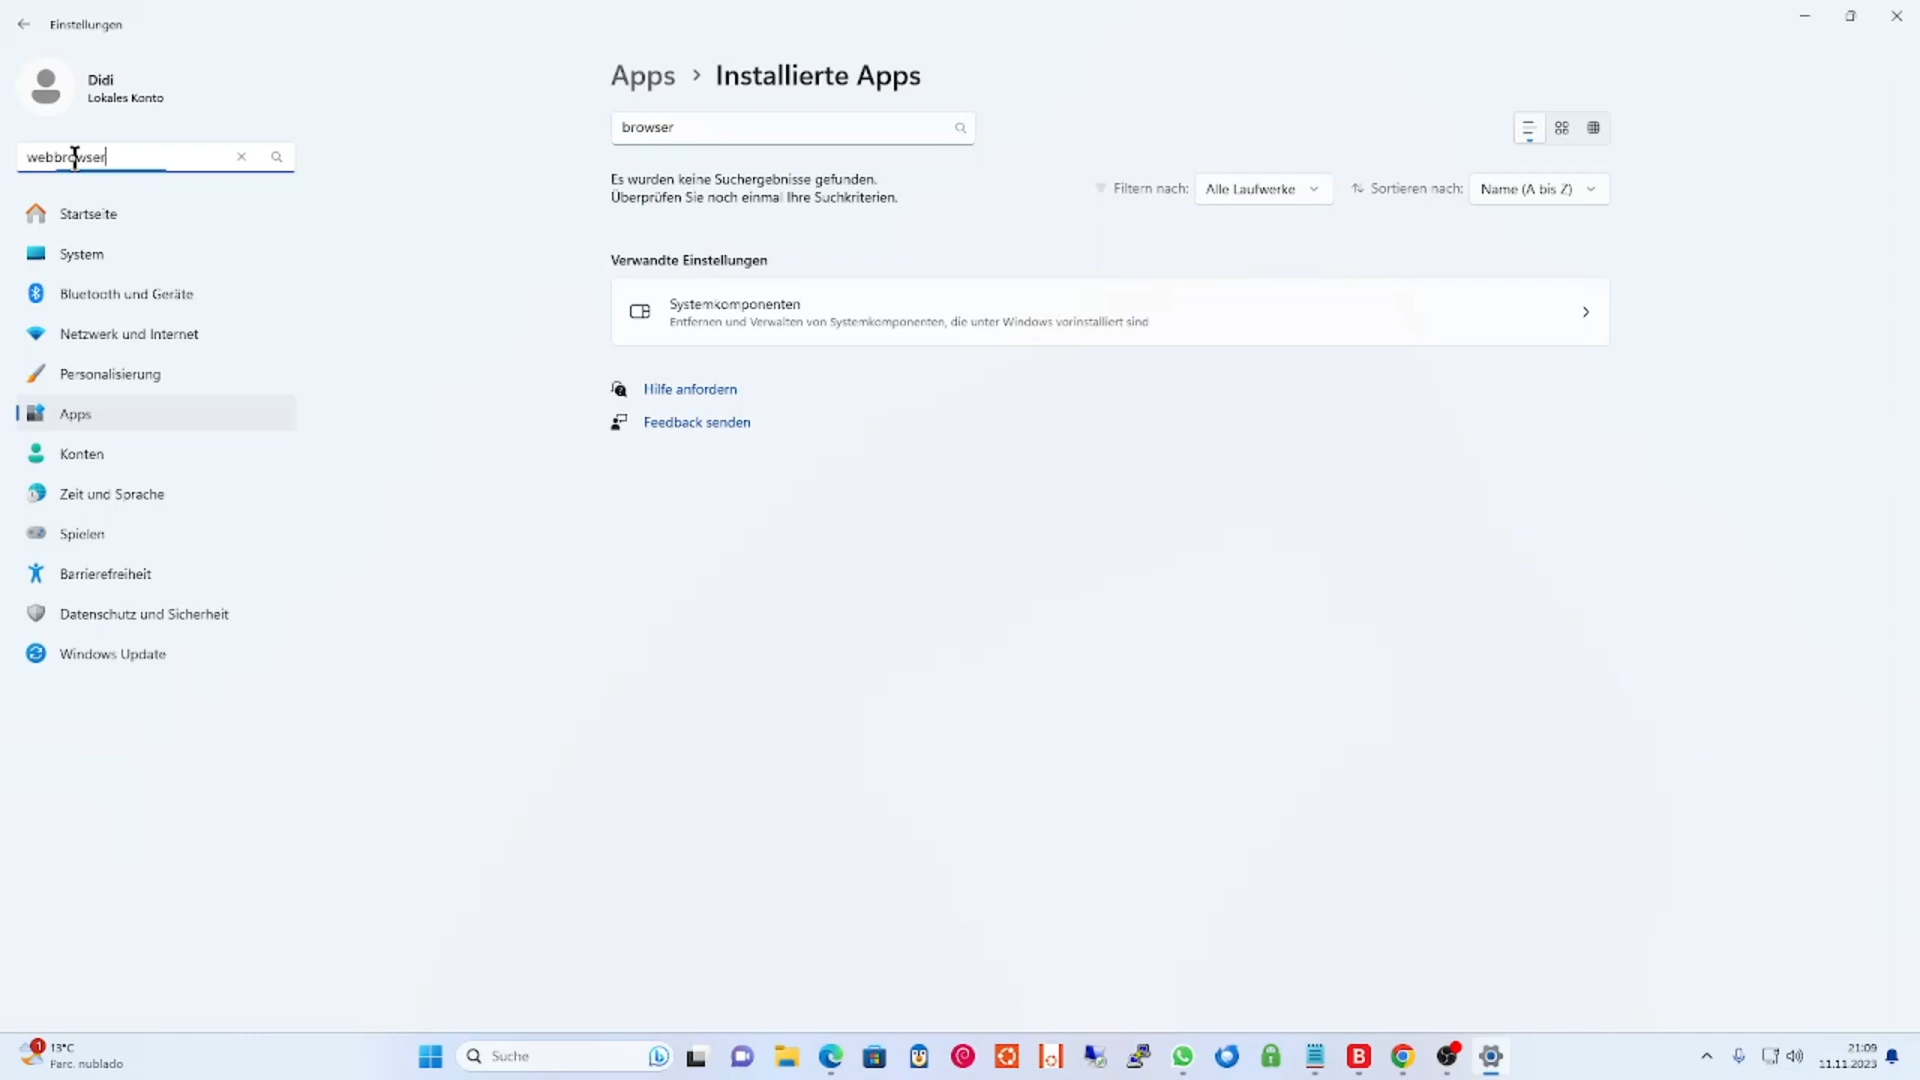 Einstellungen
Didi
Lokales Konto
webbrowser
Startseite
System
Bluetooth und Geräte
Netzwerk und Internet
Personalisierung
Apps
Konten
Zeit und Sprache
Spielen
Barrierefreiheit
Datenschutz und Sicherheit
Windows Update
Apps > Installierte Apps
browser
Es wurden keine Suchergebnisse gefunden.
Überprüfen Sie noch einmal Ihre Suchkriterien.
Filtern nach: Alle Laufwerke
Sortieren nach: Name (A bis Z)
Verwandte Einstellungen
Systemkomponenten
Entfernen und Verwalten von Systemkomponenten, die unter Windows vorinstalliert sind
Hilfe anfordern
Feedback senden
1
13°C
Parc. nublado
Suche
B
21:09
11.11.2023